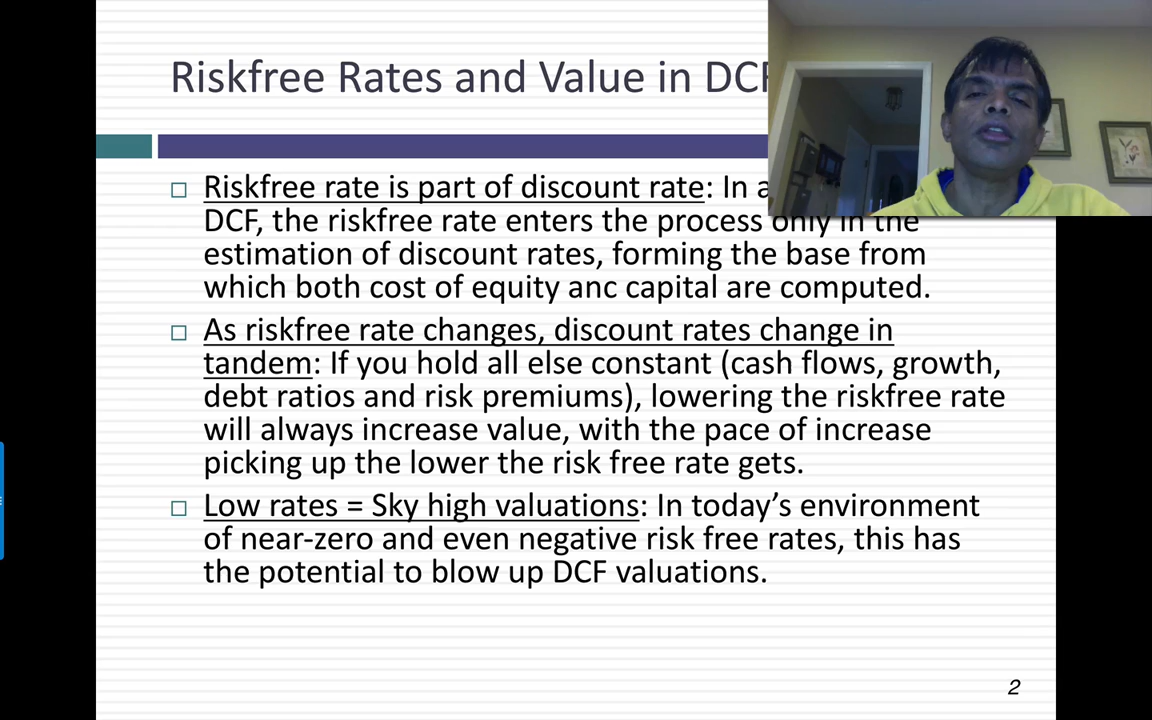 Riskfree Rates and Value in DCF
Riskfree rate is part of discount rate: In a
DCF, the riskfree rate enters the process only in the
estimation of discount rates, forming the base from
which both cost of equity anc capital are computed.
As riskfree rate changes, discount rates change in
tandem: If you hold all else constant (cash flows, growth,
debt ratios and risk premiums), lowering the riskfree rate
will always increase value, with the pace of increase
picking up the lower the risk free rate gets.
Low rates = Sky high valuations: In today’s environment
of near-zero and even negative risk free rates, this has
the potential to blow up DCF valuations.
2